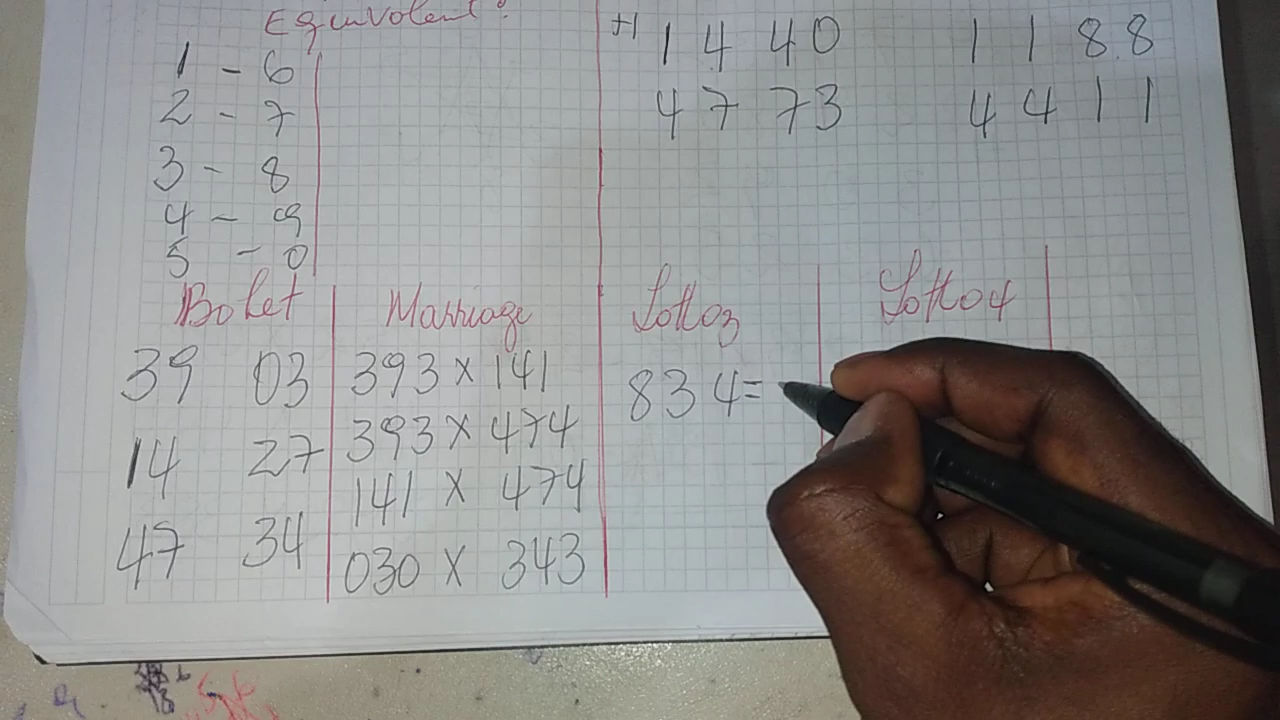 Equivolent:
1 - 6
2 - 7
3 - 8
4 - 9
5 - 0
+1 1 4 4 0 1 1 8 8
4 7 7 3 4 4 1 1
Bolet Marriage Lotto3 Lotto4
39 03 393 x 141 834=
393 x 474
14 27
141 x 474
47 34 030 x 343